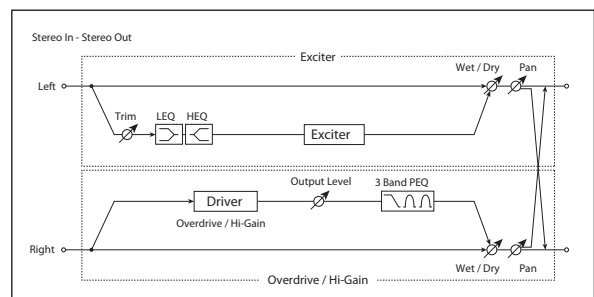 Stereo In - Stereo Out
Exciter
Wet / Dry
Pan
Left
Trim
LEQ
HEQ
Exciter
Driver
Output Level
3 Band PEQ
Overdrive / Hi-Gain
Right
Wet / Dry
Pan
Overdrive / Hi-Gain